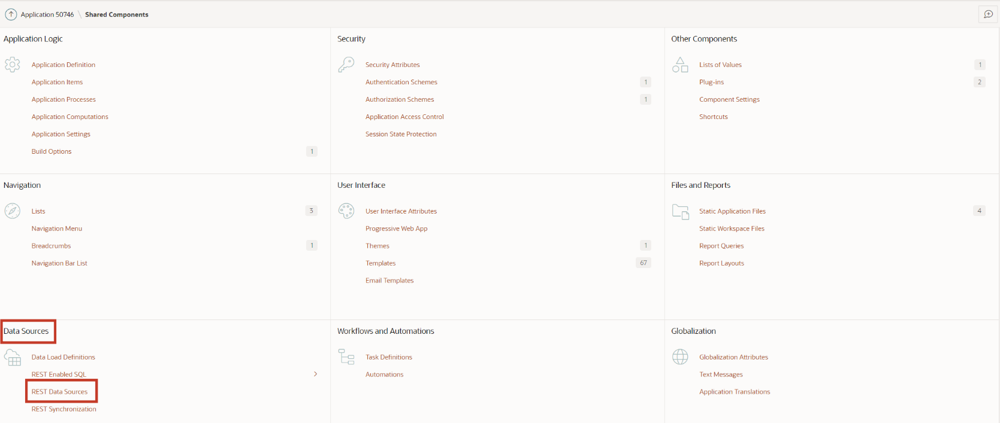 Application 50746 \ Shared Components
Application Logic
Application Definition
Application Items
Application Processes
Application Computations
Application Settings
Build Options 1
Security
Security Attributes
Authentication Schemes 1
Authorization Schemes 1
Application Access Control
Session State Protection
Other Components
Lists of Values 1
Plug-ins 2
Component Settings
Shortcuts
Navigation
Lists 3
Navigation Menu
Breadcrumbs 1
Navigation Bar List
User Interface
User Interface Attributes
Progressive Web App
Themes 1
Templates 67
Email Templates
Files and Reports
Static Application Files 4
Static Workspace Files
Report Queries
Report Layouts
Data Sources
Data Load Definitions
REST Enabled SQL
REST Data Sources
REST Synchronization
Workflows and Automations
Task Definitions
Automations
Globalization
Globalization Attributes
Text Messages
Application Translations